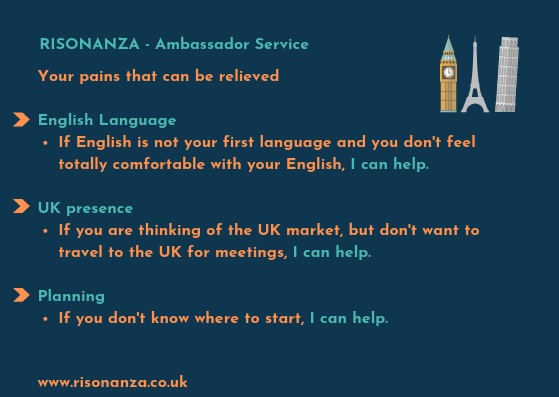 RISONANZA - Ambassador Service
Your pains that can be relieved
English Language
• If English is not your first language and you don't feel
totally comfortable with your English, I can help.
UK presence
• If you are thinking of the UK market, but don't want to
travel to the UK for meetings, I can help.
Planning
• If you don't know where to start, I can help.
www.risonanza.co.uk